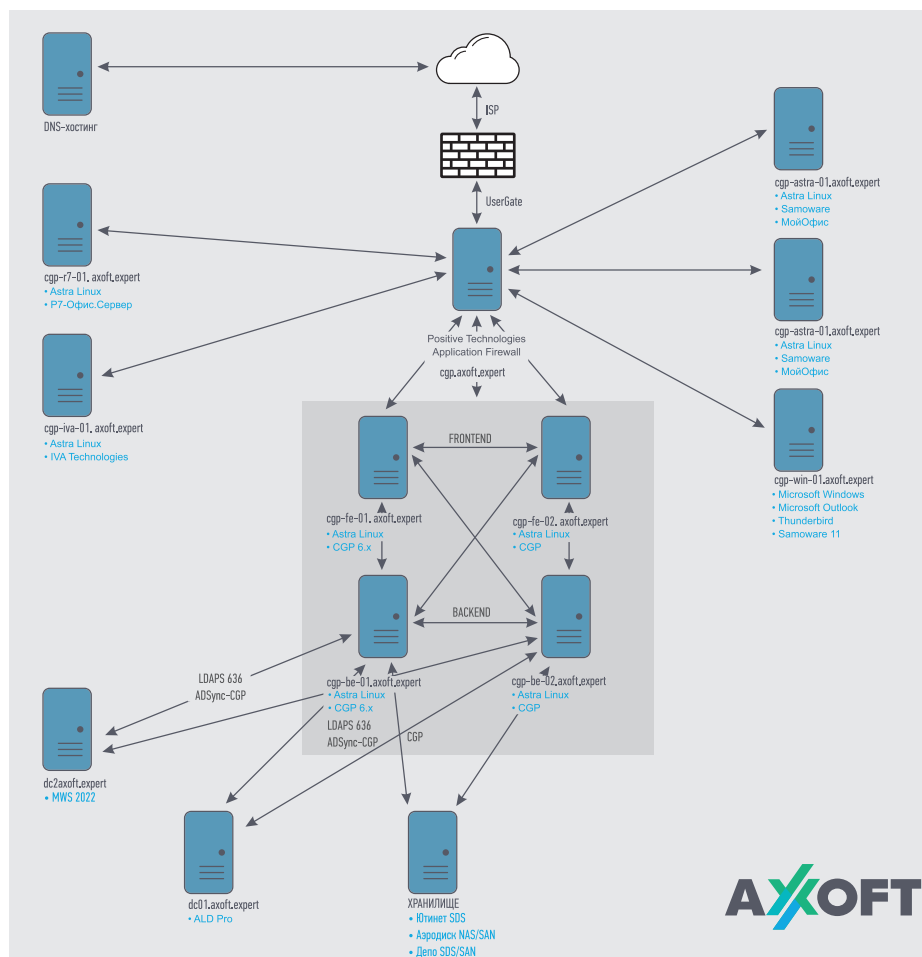 DNS-хостинг
ISP
UserGate
cgp-r7-01. axoft.expert
• Astra Linux
• Р7-Офис.Сервер
cgp-astra-01.axoft.expert
• Astra Linux
• Samoware
• МойОфис
cgp-iva-01. axoft.expert
• Astra Linux
• IVA Technologies
Positive Technologies
Application Firewall
cgp.axoft.expert
cgp-astra-01.axoft.expert
• Astra Linux
• Samoware
• МойОфис
FRONTEND
cgp-fe-01. axoft.expert
• Astra Linux
• CGP 6.x
cgp-fe-02. axoft.expert
• Astra Linux
• CGP
cgp-win-01.axoft.expert
• Microsoft Windows
• Microsoft Outlook
• Thunderbird
• Samoware 11
BACKEND
cgp-be-01.axoft.expert
• Astra Linux
• CGP 6.x
cgp-be-02.axoft.expert
• Astra Linux
• CGP
LDAPS 636
ADSync-CGP
LDAPS 636
ADSync-CGP
CGP
dc2axoft.expert
• MWS 2022
dc01.axoft.expert
• ALD Pro
ХРАНИЛИЩЕ
• Ютинет SDS
• Аэродиск NAS/SAN
• Депо SDS/SAN
AXOFT